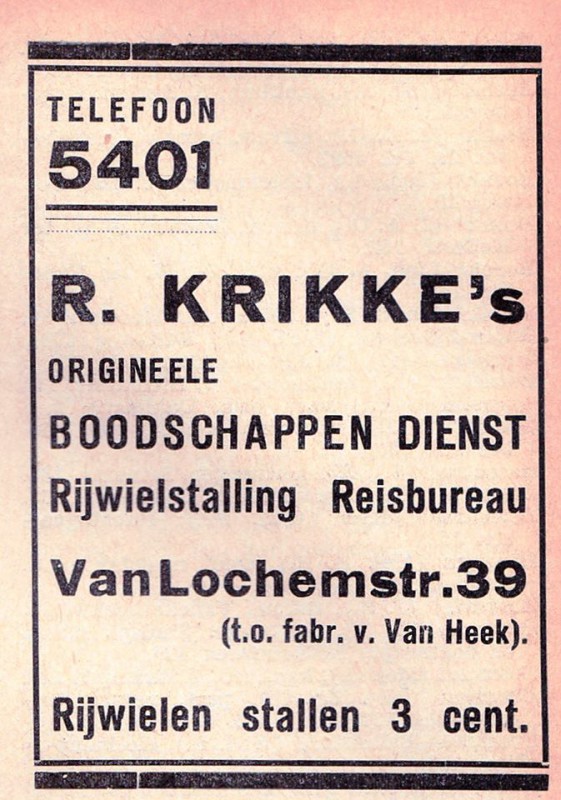 TELEFOON
5401
R. KRIKKE's
ORIGINEELE
BOODSCHAPPEN DIENST
Rijwielstalling Reisbureau
Van Lochemstr. 39
(t.o. fabr. v. Van Heek).
Rijwielen stallen 3 cent.